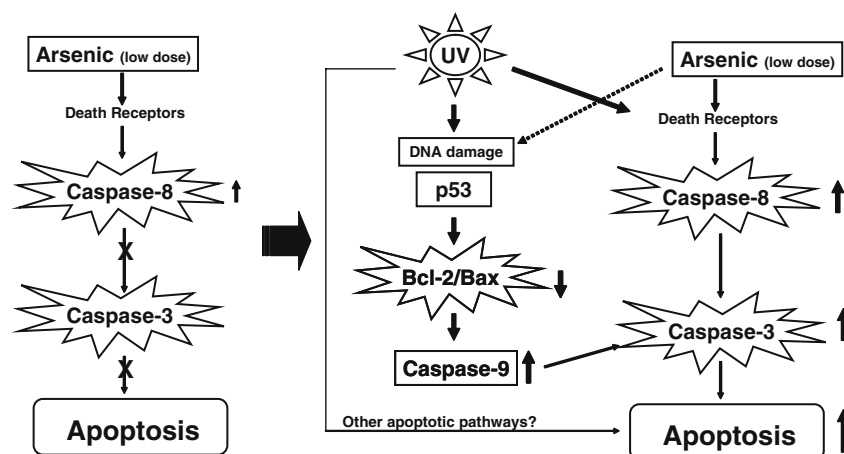 Arsenic (low dose)
Death Receptors
Caspase-8
X
Caspase-3
X
Apoptosis
UV
DNA damage
p53
Bcl-2/Bax
Caspase-9
Other apoptotic pathways?
Arsenic (low dose)
Death Receptors
Caspase-8
Caspase-3
Apoptosis